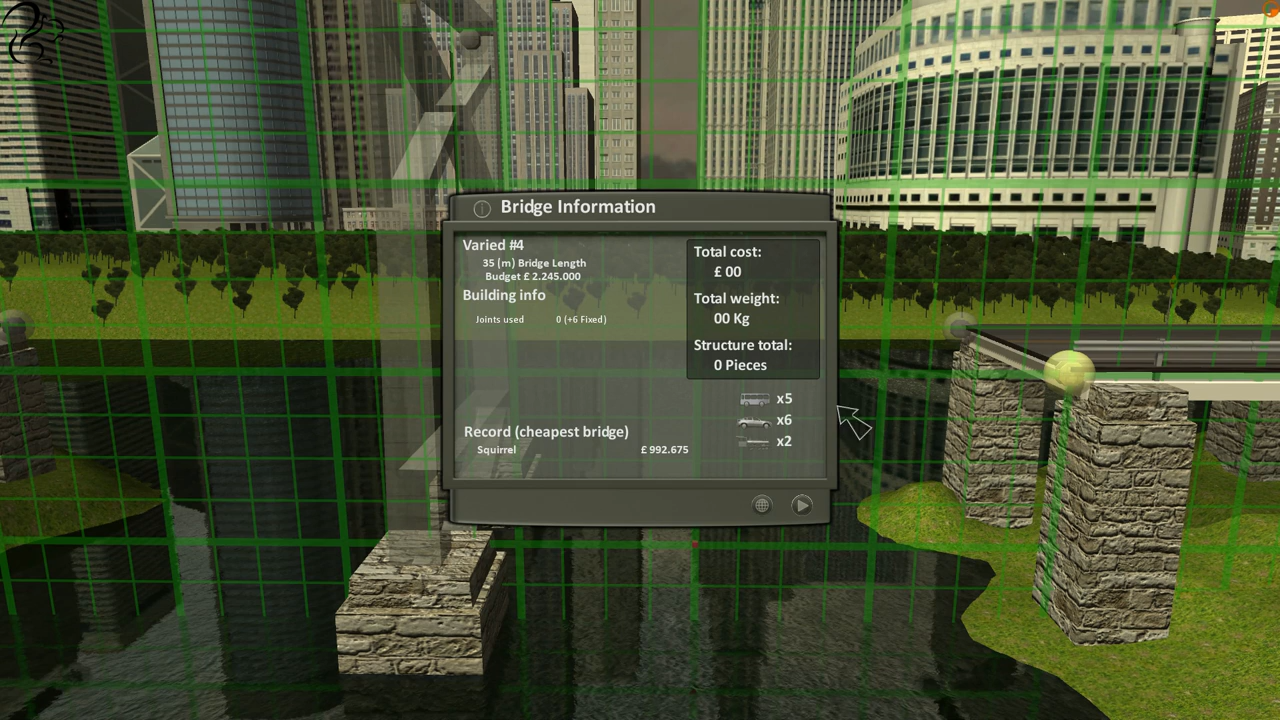 Bridge Information
Varied #4
35 (m) Bridge Length
Budget £ 2.245.000
Building info
Joints used 0 (+6 Fixed)
Record (cheapest bridge)
Squirrel £ 992.675
Total cost:
£ 00
Total weight:
00 Kg
Structure total:
0 Pieces
x5
x6
x2